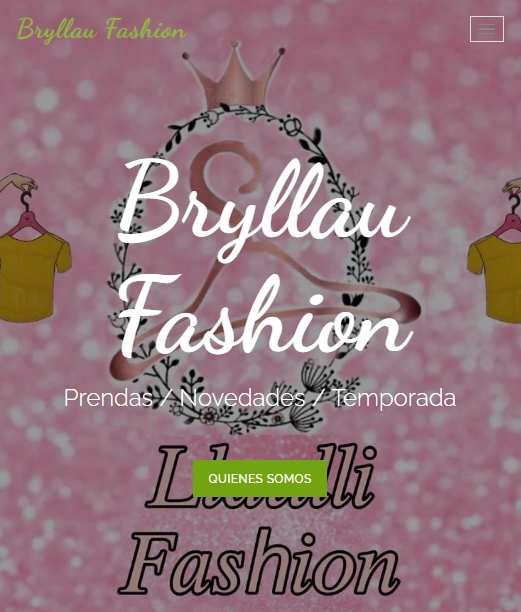 Bryllau Fashion
Bryllau
Fashion
Prendas / Novedades / Temporada
QUIENES SOMOS
Fashion